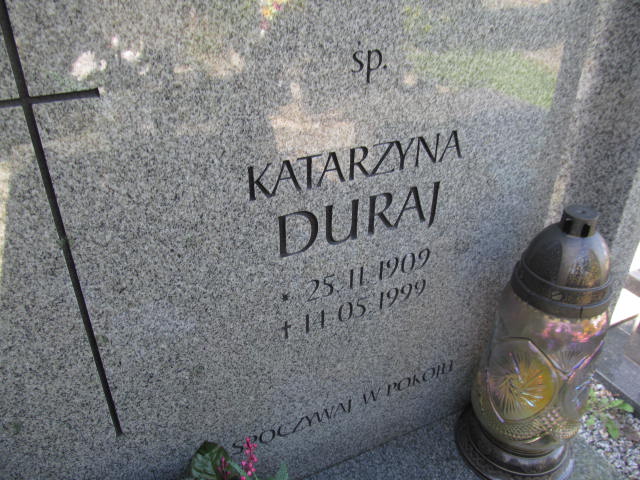 sp.
KATARZYNA
DURAJ
* 25.11.1909
† 14.05.1999
SPOCZYWAJ W POKOJU